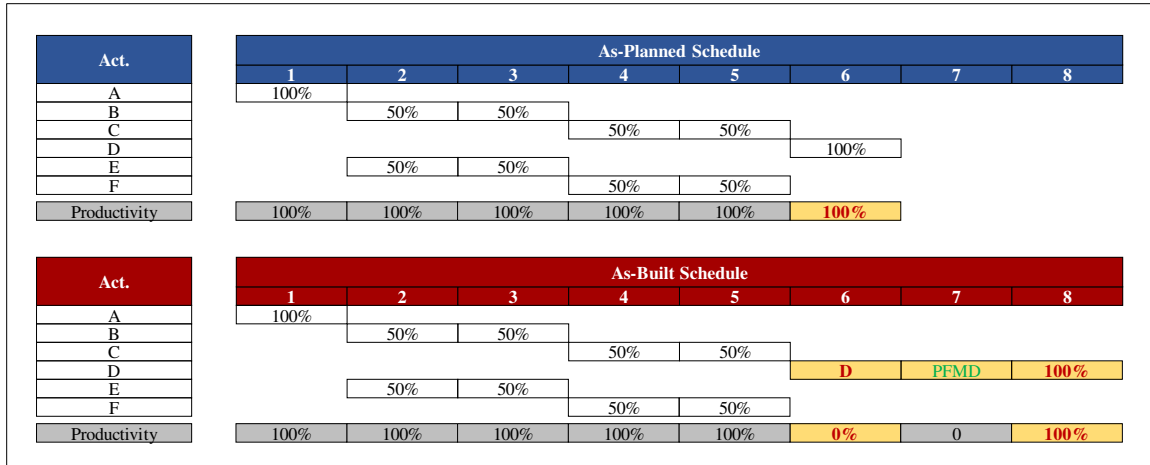 Act. As-Planned Schedule
1 2 3 4 5 6 7 8
A 100%
B 50% 50%
C 50% 50%
D 100%
E 50% 50%
F 50% 50%
Productivity 100% 100% 100% 100% 100% 100%
Act. As-Built Schedule
1 2 3 4 5 6 7 8
A 100%
B 50% 50%
C 50% 50%
D D PFMD 100%
E 50% 50%
F 50% 50%
Productivity 100% 100% 100% 100% 100% 0% 0 100%